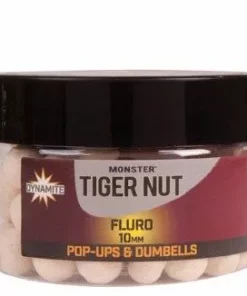 MONSTER
DYNAMITE
TIGER NUT
FLURO
10MM
POP-UPS & DUMBELLS